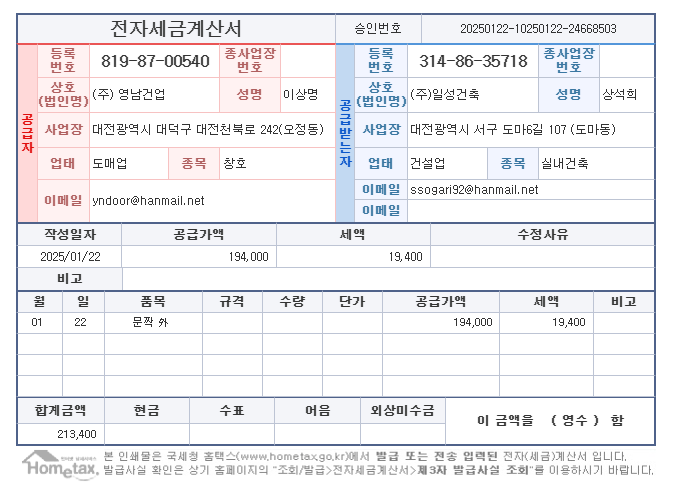 전자세금계산서 승인번호 20250122-10250122-24668503
공급자
등록번호 819-87-00540 종사업장번호
상호(법인명) (주) 영남건업 성명 이상명
사업장 대전광역시 대덕구 대전천북로 242(오정동)
업태 도매업 종목 창호
이메일 yndoor@hanmail.net
공급받는자
등록번호 314-86-35718 종사업장번호
상호(법인명) (주)일성건축 성명 상석희
사업장 대전광역시 서구 도마6길 107 (도마동)
업태 건설업 종목 실내건축
이메일 ssogari92@hanmail.net
이메일
작성일자 공급가액 세액 수정사유
2025/01/22 194,000 19,400
비고
월 일 품목 규격 수량 단가 공급가액 세액 비고
01 22 문짝 外 194,000 19,400
합계금액 현금 수표 어음 외상미수금 이 금액을 ( 영수 ) 함
213,400
Hometax.
본 인쇄물은 국세청 홈택스(www.hometax.go.kr)에서 발급 또는 전송 입력된 전자(세금)계산서 입니다.
발급사실 확인은 상기 홈페이지의 "조회/발급>전자세금계산서>제3자 발급사실 조회"를 이용하시기 바랍니다.